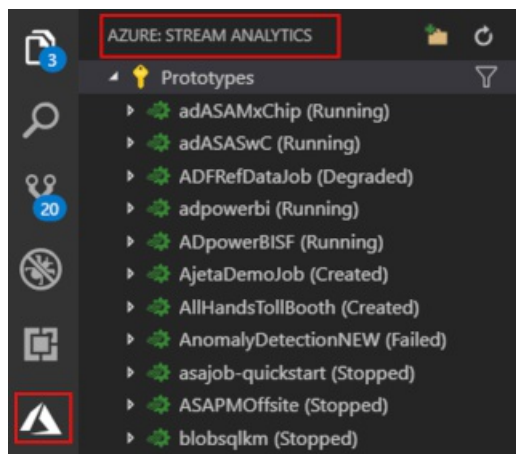 AZURE: STREAM ANALYTICS
3
Prototypes
adASAMxChip (Running)
adASASwC (Running)
ADFRefDataJob (Degraded)
20
adpowerbi (Running)
ADpowerBISF (Running)
AjetaDemoJob (Created)
AllHandsTollBooth (Created)
AnomalyDetectionNEW (Failed)
asajob-quickstart (Stopped)
ASAPMOffsite (Stopped)
blobsqlkm (Stopped)